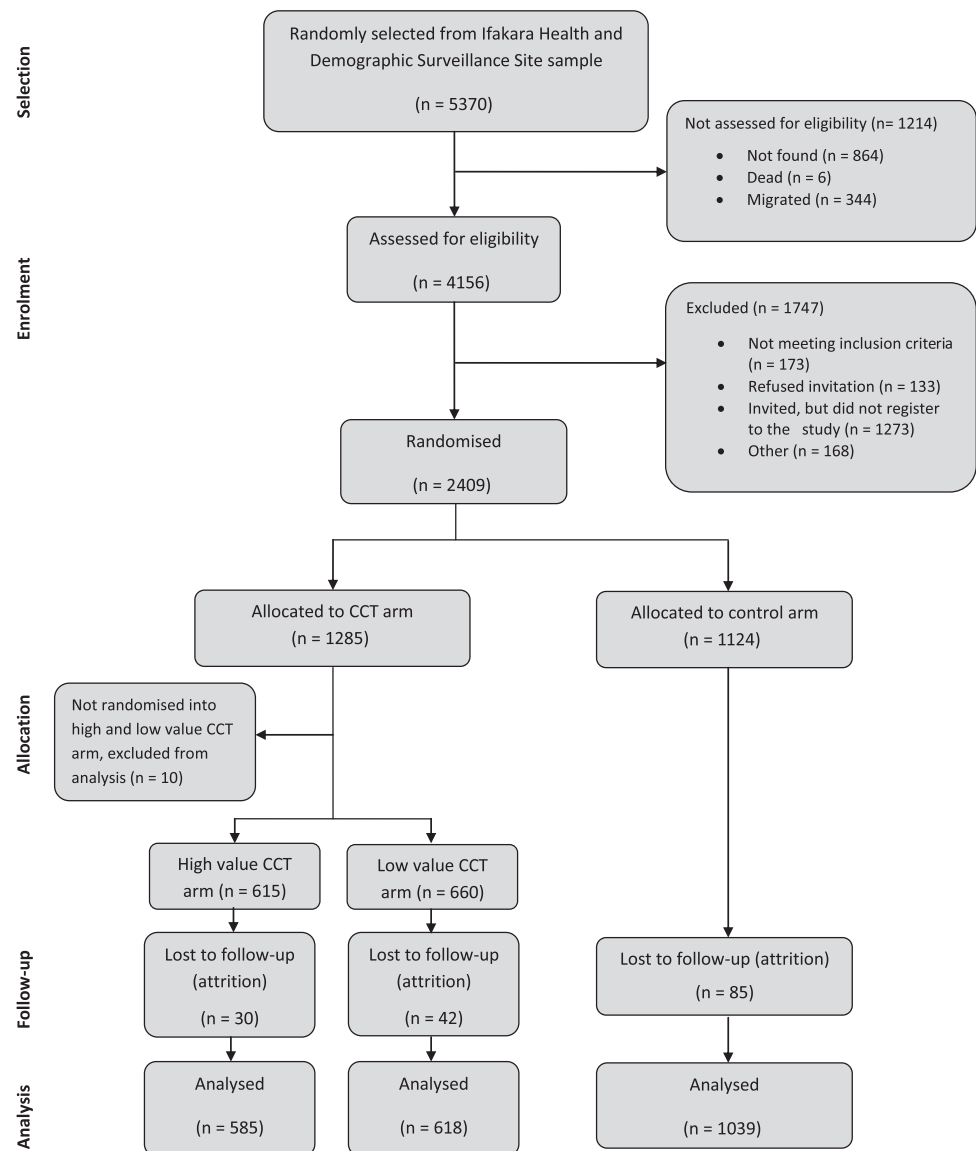 Selection
Randomly selected from Ifakara Health and
Demographic Surveillance Site sample
(n = 5370)
Not assessed for eligibility (n= 1214)
• Not found (n = 864)
• Dead (n = 6)
• Migrated (n = 344)
Enrolment
Assessed for eligibility
(n = 4156)
Excluded (n = 1747)
• Not meeting inclusion criteria
(n = 173)
• Refused invitation (n = 133)
• Invited, but did not register
to the study (n = 1273)
• Other (n = 168)
Randomised
(n = 2409)
Allocation
Allocated to CCT arm
(n = 1285)
Allocated to control arm
(n = 1124)
Not randomised into
high and low value CCT
arm, excluded from
analysis (n = 10)
High value CCT
arm (n = 615)
Low value CCT
arm (n = 660)
Follow-up
Lost to follow-up
(attrition)
(n = 30)
Lost to follow-up
(attrition)
(n = 42)
Lost to follow-up (attrition)
(n = 85)
Analysis
Analysed
(n = 585)
Analysed
(n = 618)
Analysed
(n = 1039)